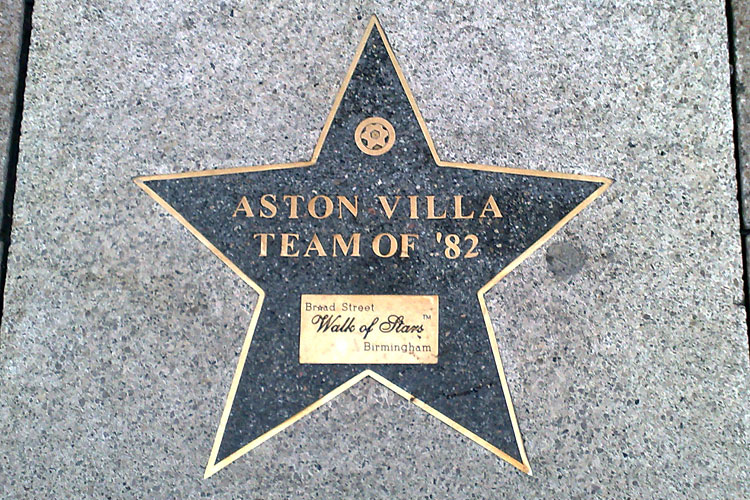 ASTON VILLA
TEAM OF '82
Broad Street
Walk of Stars™
Birmingham